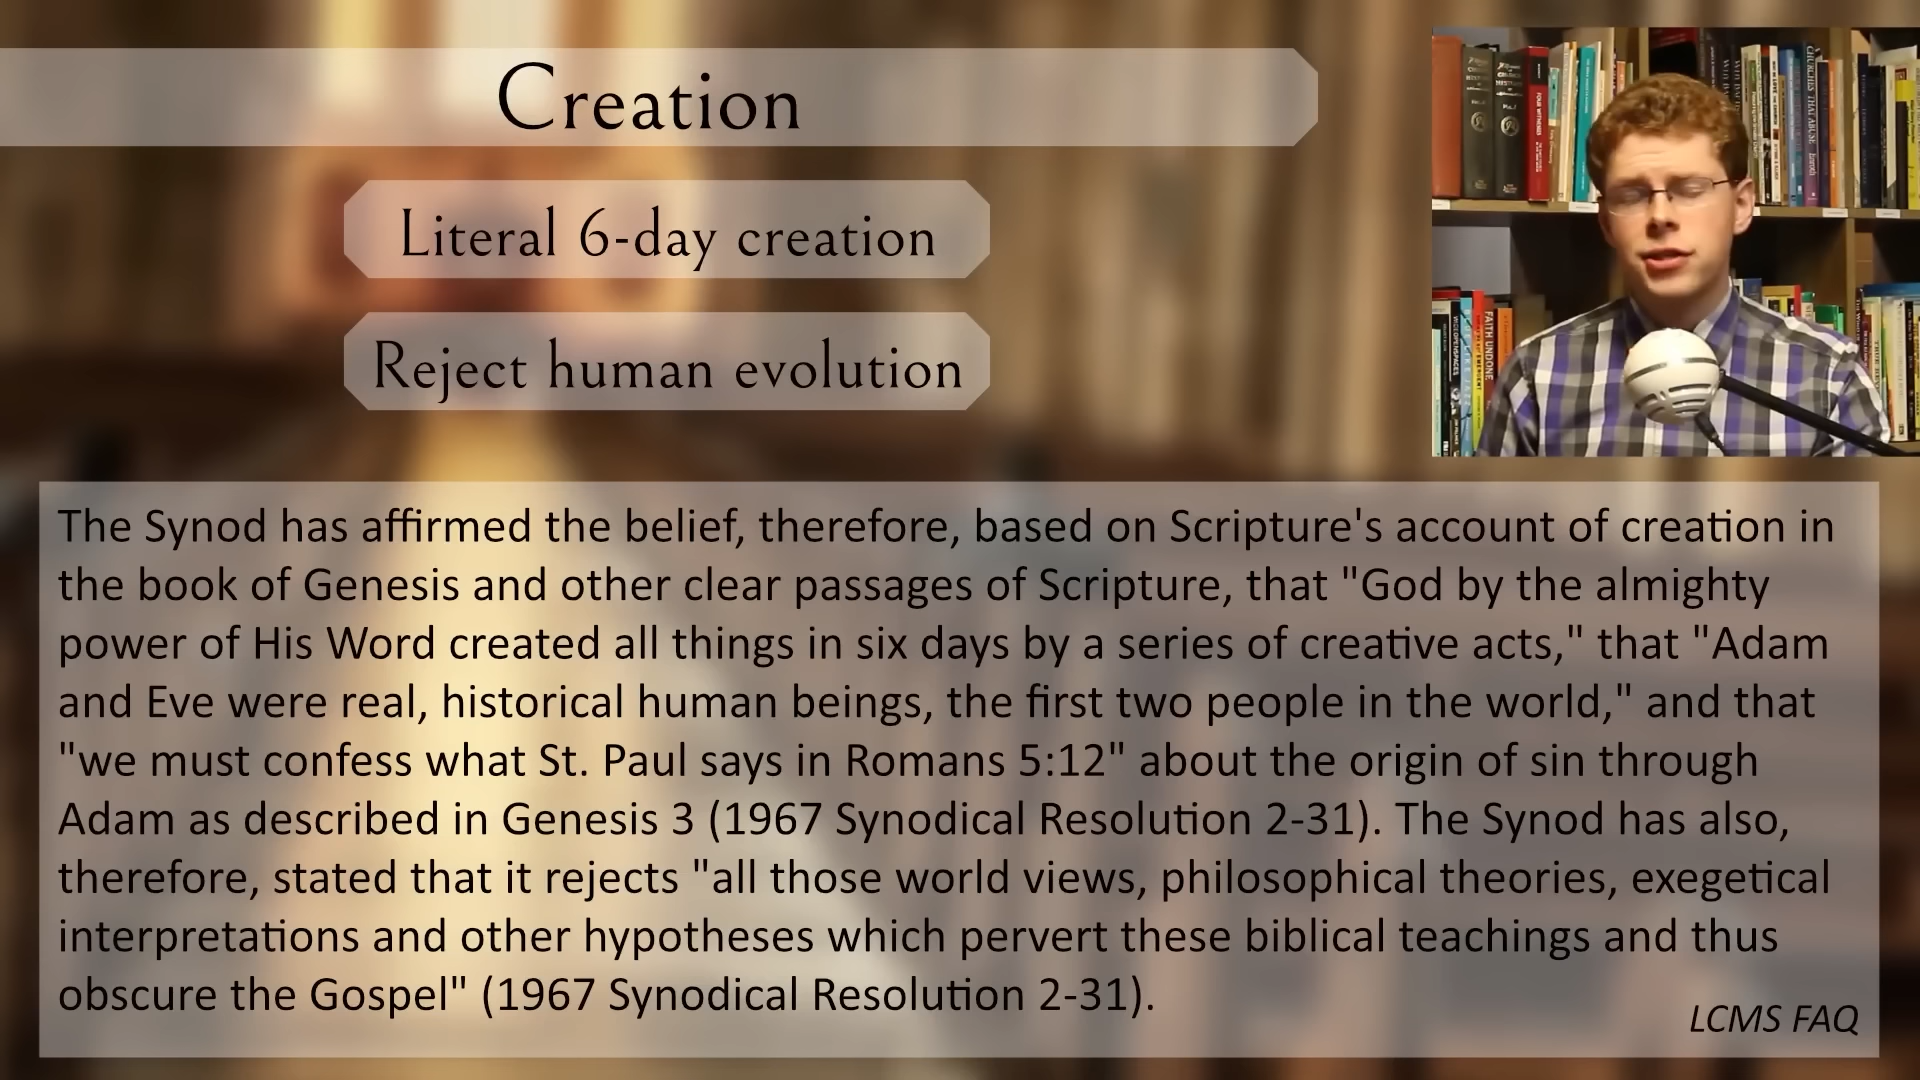 Creation
Literal 6-day creation
Reject human evolution
The Synod has affirmed the belief, therefore, based on Scripture's account of creation in
the book of Genesis and other clear passages of Scripture, that "God by the almighty
power of His Word created all things in six days by a series of creative acts," that "Adam
and Eve were real, historical human beings, the first two people in the world," and that
"we must confess what St. Paul says in Romans 5:12" about the origin of sin through
Adam as described in Genesis 3 (1967 Synodical Resolution 2-31). The Synod has also,
therefore, stated that it rejects "all those world views, philosophical theories, exegetical
interpretations and other hypotheses which pervert these biblical teachings and thus
obscure the Gospel" (1967 Synodical Resolution 2-31).
LCMS FAQ
CHURCHES THAT ABUSE
FAITH UNDONE